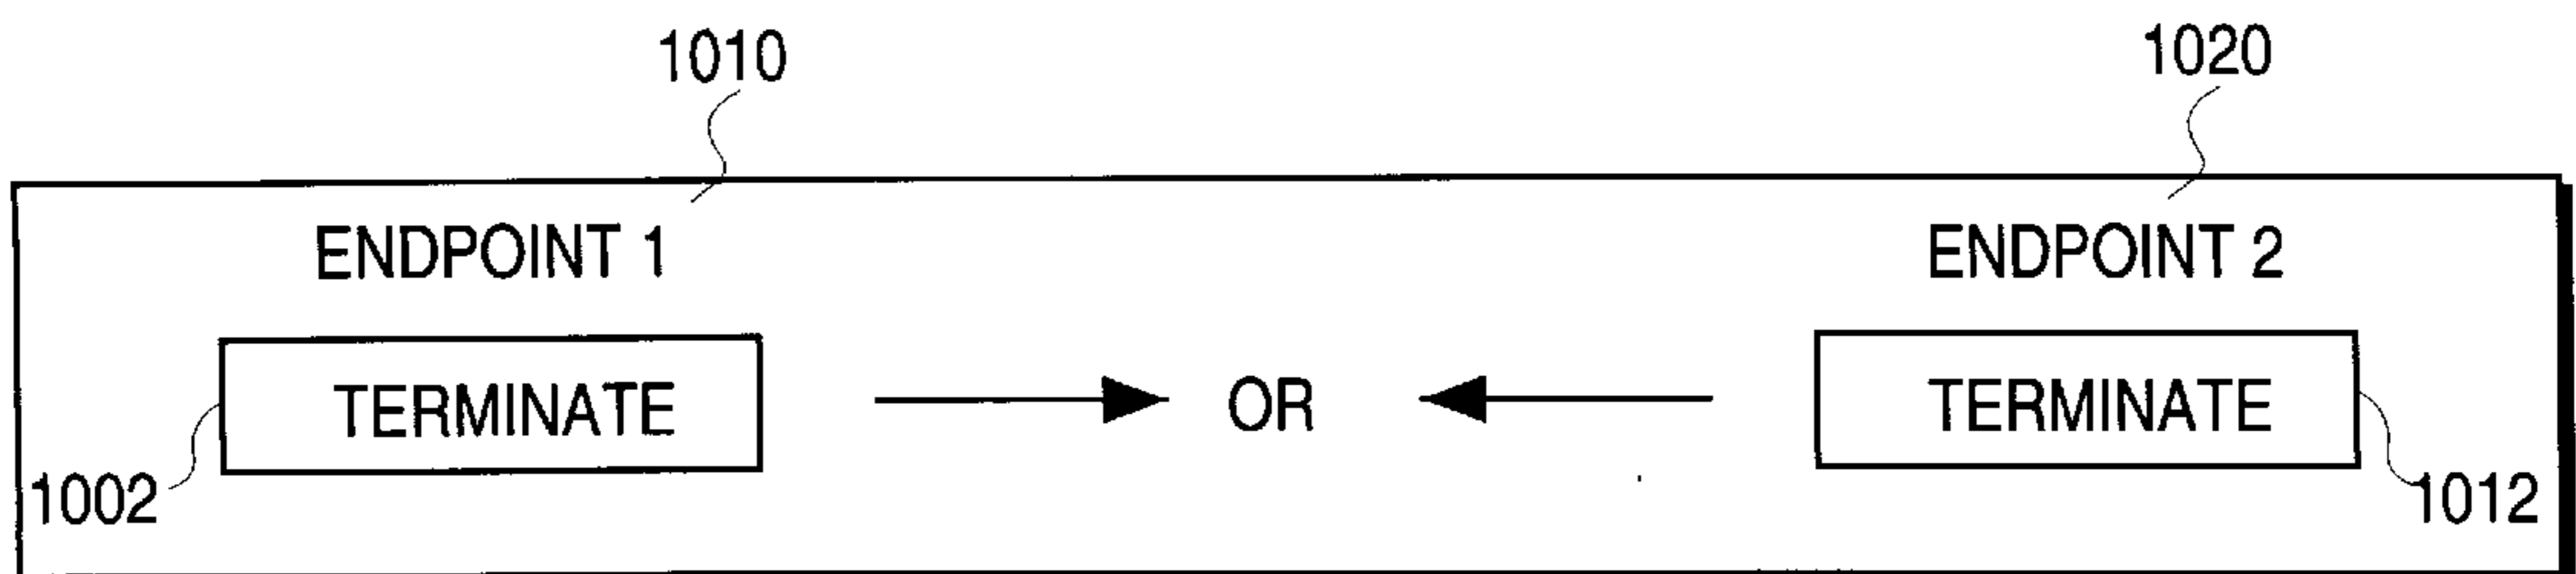 1010
1020
ENDPOINT 1
ENDPOINT 2
TERMINATE
OR
TERMINATE
1002
1012